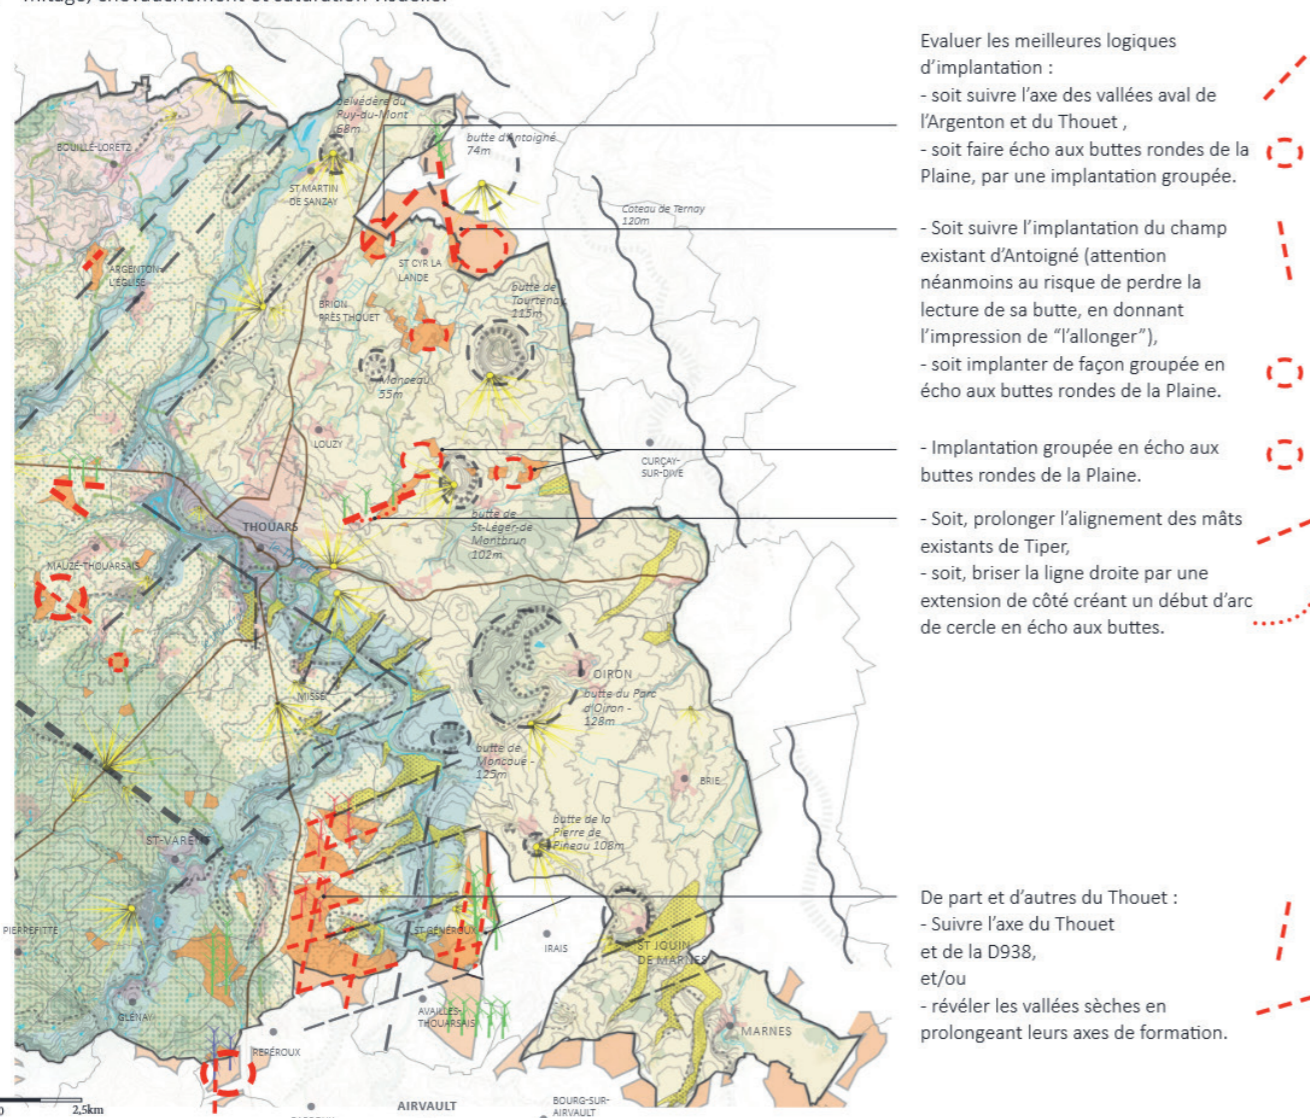 mitage, chevauchement et saturation visuelle.
Evaluer les meilleures logiques
d'implantation :
- soit suivre l'axe des vallées aval de
l'Argenton et du Thouet ,
- soit faire écho aux buttes rondes de la
Plaine, par une implantation groupée.
- Soit suivre l'implantation du champ
existant d'Antoigné (attention
néanmoins au risque de perdre la
lecture de sa butte, en donnant
l'impression de "l'allonger"),
- soit implanter de façon groupée en
écho aux buttes rondes de la Plaine.
- Implantation groupée en écho aux
buttes rondes de la Plaine.
- Soit, prolonger l'alignement des mâts
existants de Tiper,
- soit, briser la ligne droite par une
extension de côté créant un début d'arc
de cercle en écho aux buttes.
De part et d'autres du Thouet :
- Suivre l'axe du Thouet
et de la D938,
et/ou
- révéler les vallées sèches en
prolongeant leurs axes de formation.
belvédère du
Puy-du-Mont
68m
butte d'Antoigné
74m
BOUILLÉ-LORETZ
ST MARTIN
DE SANZAY
Coteau de Ternay
120m
ARGENTON-
L'EGLISE
ST CYR LA
LANDE
BRION
PRÈS THOUET
butte de
Tourtenay
115m
Monceau
55m
LOUZY
CURÇAY-
SUR-DIVE
THOUARS
butte de
St-Léger-de
Montbrun
102m
MAUZÉ-THOUARSAIS
OIRON
MISSÉ
butte du Parc
d'Oiron -
128m
butte de
Moncoué -
125m
BRIE
butte de la
Pierre de
Pineau 108m
ST-VARENT
PIERREFITTE
ST GÉNÉROUX
IRAIS
ST JOUIN
DE MARNES
GLENAY
AVAILLES-
THOUARSAIS
MARNES
REPÉROUX
2,5km
AIRVAULT
BOURG-SUR-
AIRVAULT